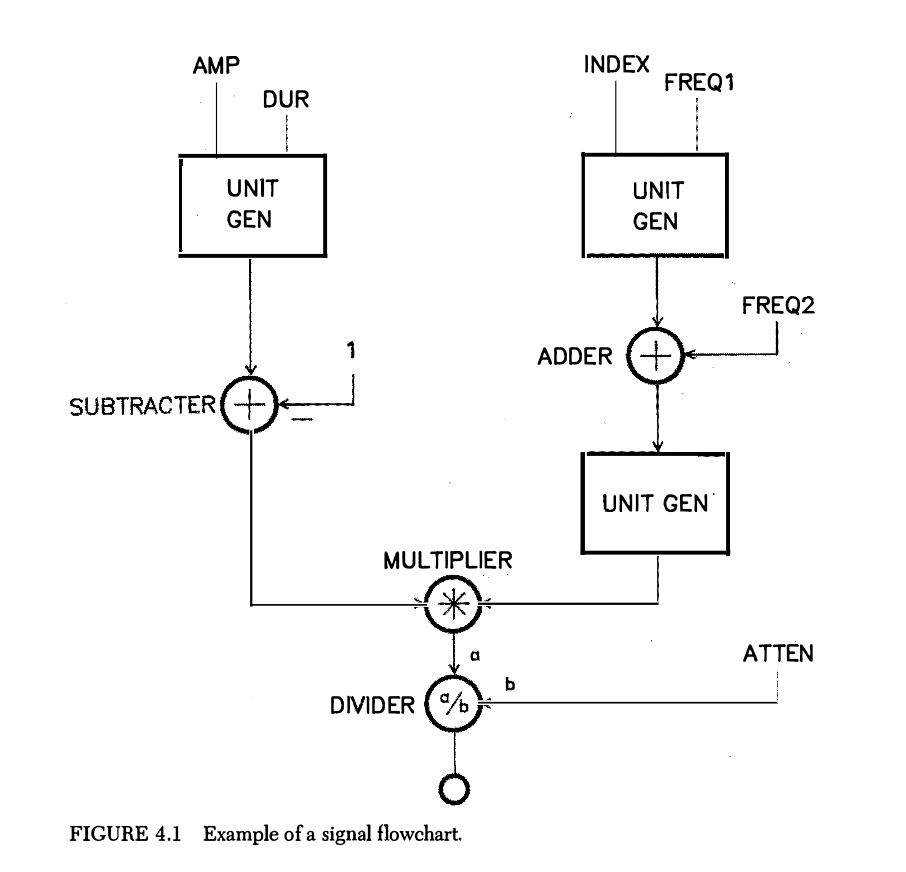 AMP
DUR
INDEX
FREQ1
UNIT
GEN
UNIT
GEN
FREQ2
1
ADDER
+
SUBTRACTER
+
−
UNIT GEN
MULTIPLIER
*
a
ATTEN
b
DIVIDER
a/b
FIGURE 4.1 Example of a signal flowchart.